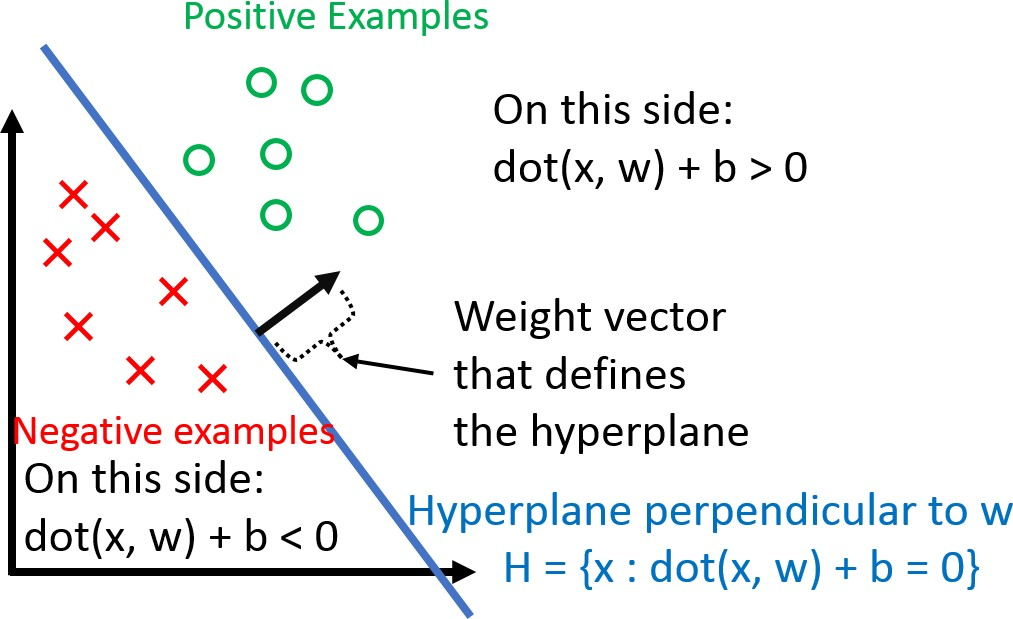 Positive Examples
On this side:
dot(x, w) + b > 0
Weight vector
that defines
the hyperplane
Negative examples
On this side:
dot(x, w) + b < 0
Hyperplane perpendicular to w
H = {x : dot(x, w) + b = 0}